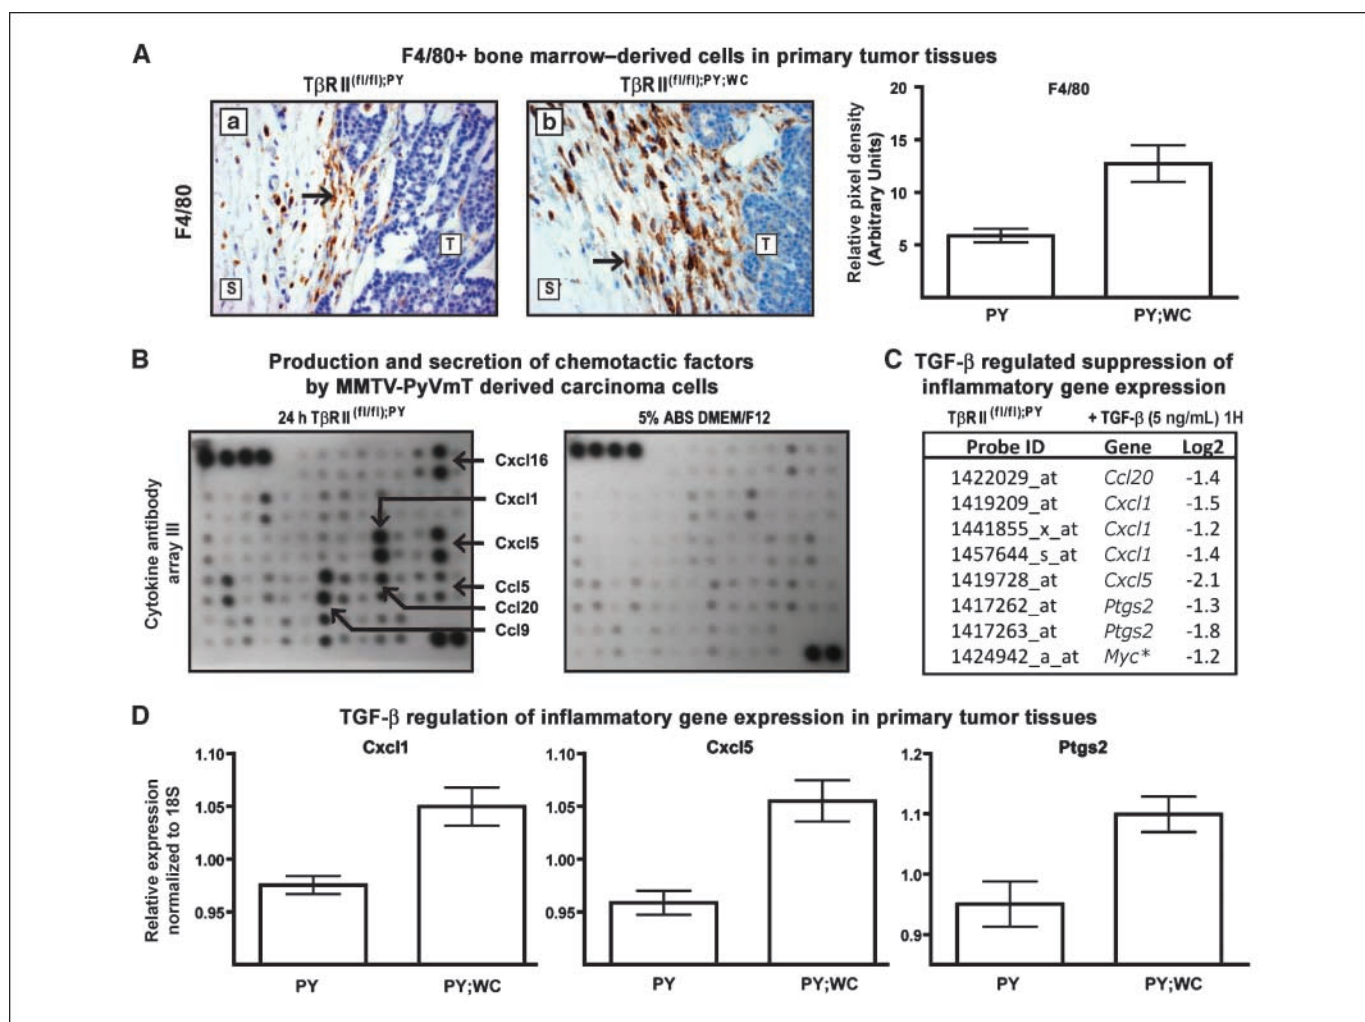 A F4/80+ bone marrow–derived cells in primary tumor tissues
TβRII(fl/fl);PY
TβRII(fl/fl);PY;WC
F4/80
a
S
T
b
S
T
F4/80
Relative pixel density
(Arbitrary Units)
20
15
10
5
PY PY;WC
B Production and secretion of chemotactic factors
by MMTV-PyVmT derived carcinoma cells
24 h TβRII(fl/fl);PY
5% ABS DMEM/F12
Cytokine antibody
array III
Cxcl16
Cxcl1
Cxcl5
Ccl5
Ccl20
Ccl9
C TGF-β regulated suppression of
inflammatory gene expression
TβRII(fl/fl);PY + TGF-β (5 ng/mL) 1H
Probe ID Gene Log2
1422029_at Ccl20 -1.4
1419209_at Cxcl1 -1.5
1441855_x_at Cxcl1 -1.2
1457644_s_at Cxcl1 -1.4
1419728_at Cxcl5 -2.1
1417262_at Ptgs2 -1.3
1417263_at Ptgs2 -1.8
1424942_a_at Myc* -1.2
D TGF-β regulation of inflammatory gene expression in primary tumor tissues
Relative expression
normalized to 18S
Cxcl1
1.10
1.05
1.00
0.95
PY PY;WC
Cxcl5
1.10
1.05
1.00
0.95
PY PY;WC
Ptgs2
1.2
1.1
1.0
0.9
PY PY;WC